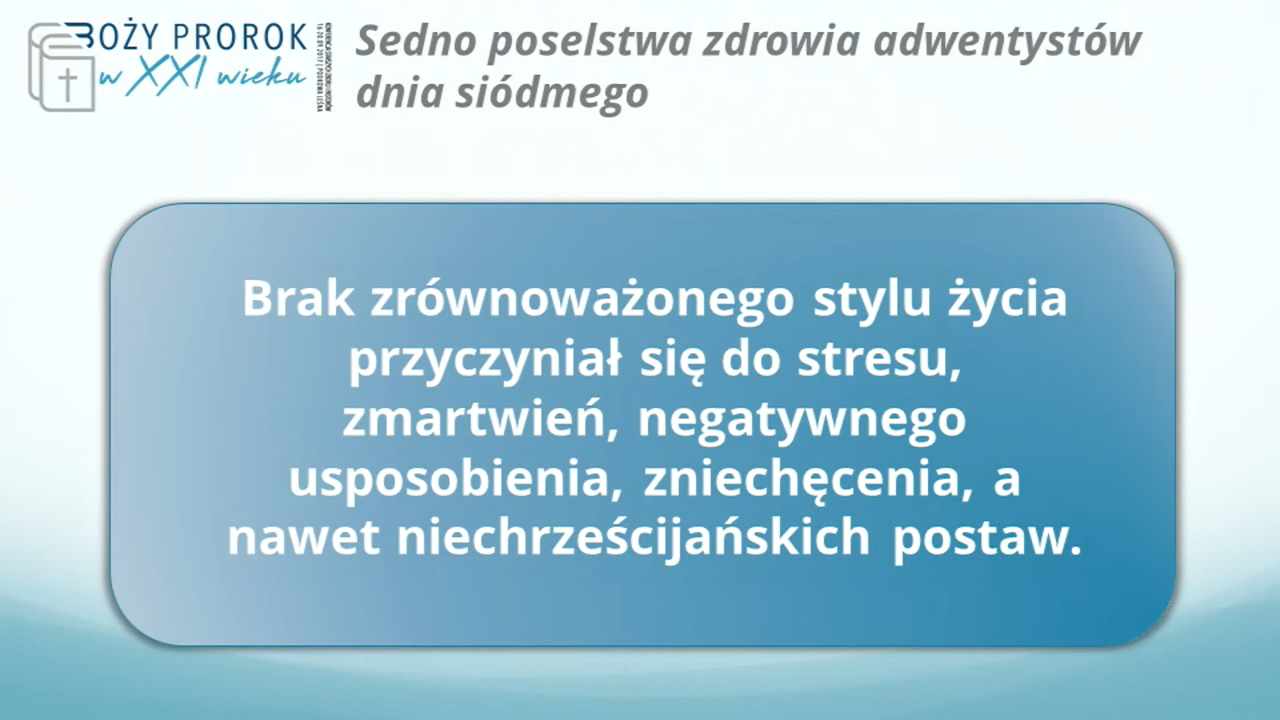 BOŻY PROROK
w XXI wieku
Sedno poselstwa zdrowia adwentystów
dnia siódmego
Brak zrównoważonego stylu życia
przyczyniał się do stresu,
zmartwień, negatywnego
usposobienia, zniechęcenia, a
nawet niechrześcijańskich postaw.